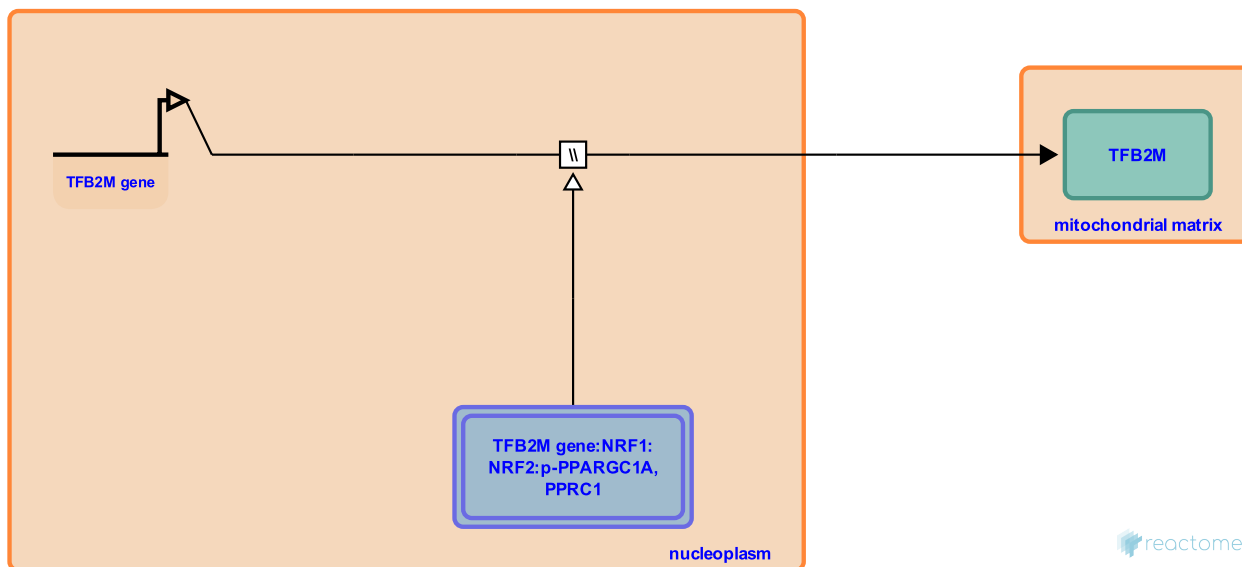 TFB2M gene
\\
TFB2M
mitochondrial matrix
TFB2M gene:NRF1:
NRF2:p-PPARGC1A,
PPRC1
nucleoplasm
reactome